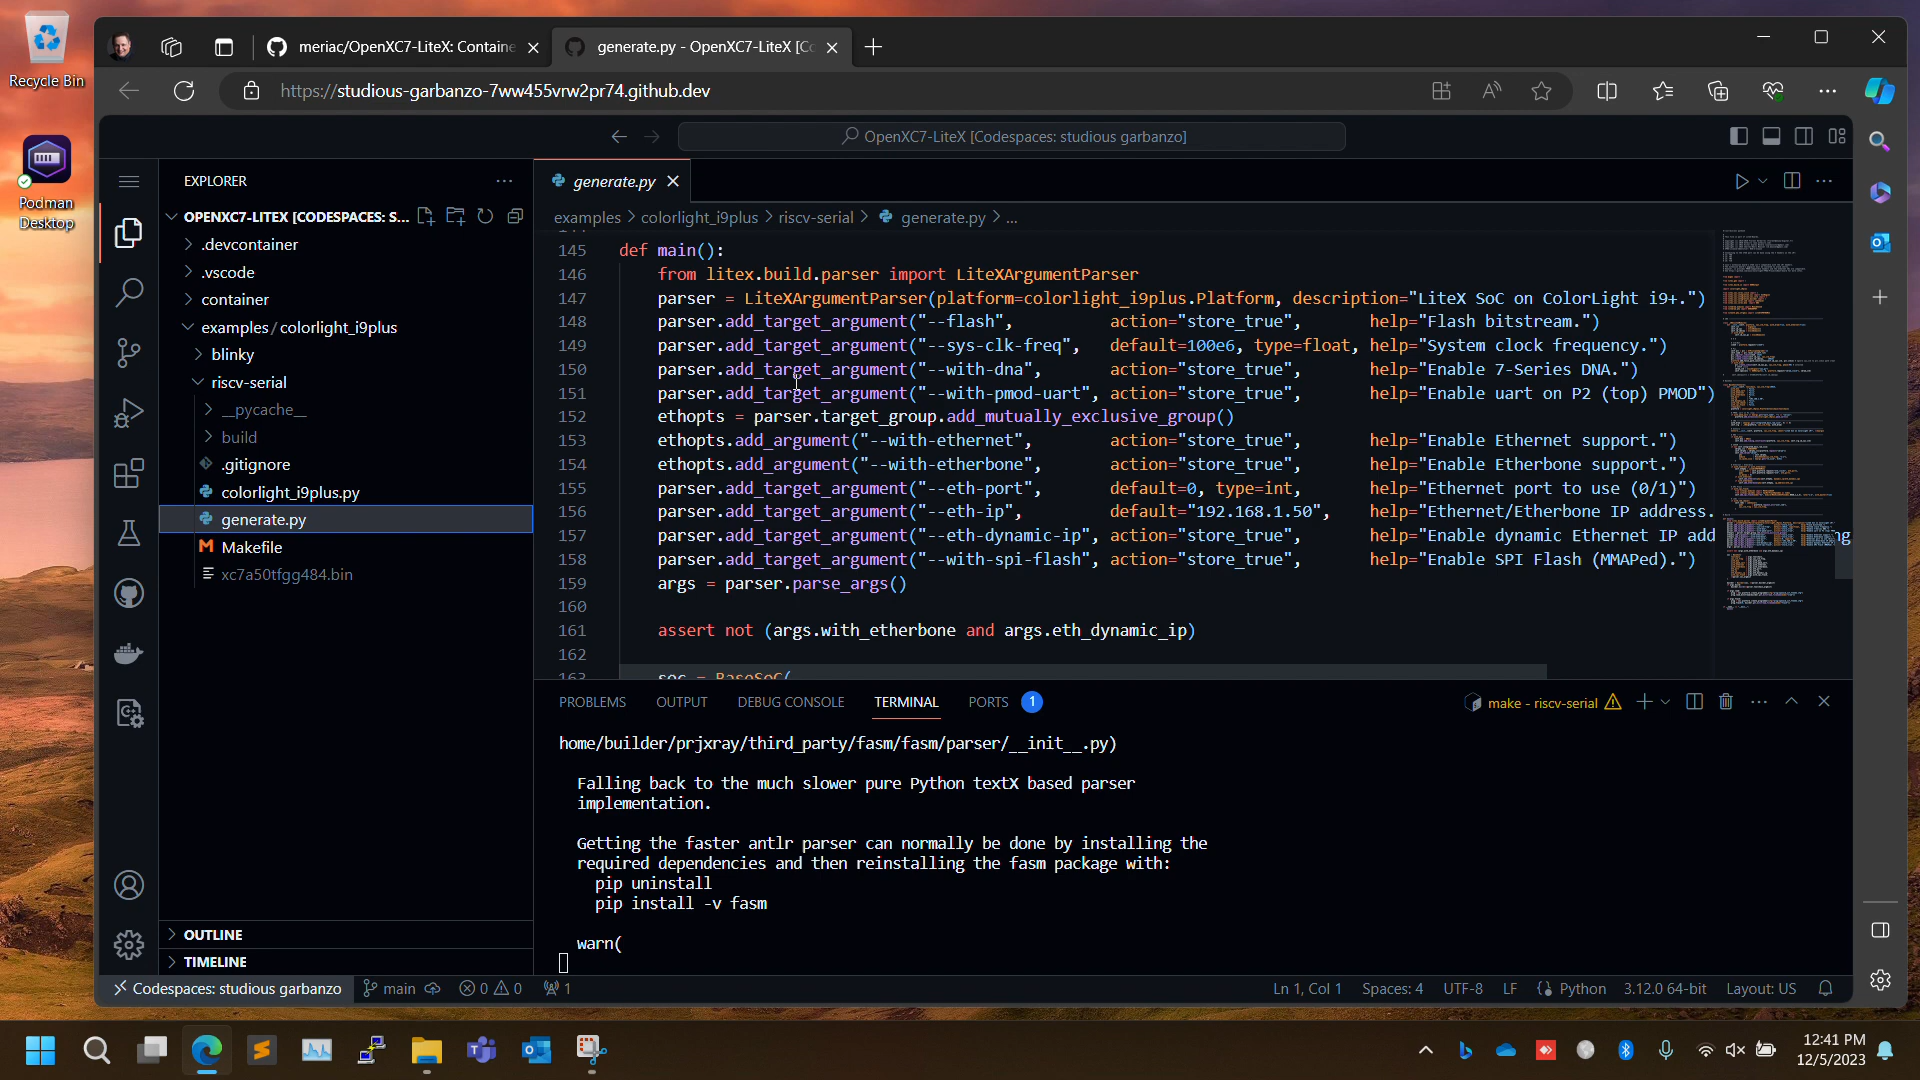 Recycle Bin
Podman
Desktop
meriac/OpenXC7-LiteX: Containe
generate.py - OpenXC7-LiteX [Co
https://studious-garbanzo-7ww455vrw2pr74.github.dev
OpenXC7-LiteX [Codespaces: studious garbanzo]
EXPLORER
OPENXC7-LITEX [CODESPACES: S...
.devcontainer
.vscode
container
examples / colorlight_i9plus
blinky
riscv-serial
__pycache__
build
.gitignore
colorlight_i9plus.py
generate.py
Makefile
xc7a50tfgg484.bin
OUTLINE
TIMELINE
generate.py
examples > colorlight_i9plus > riscv-serial > generate.py > ...
145 def main():
146 from litex.build.parser import LiteXArgumentParser
147 parser = LiteXArgumentParser(platform=colorlight_i9plus.Platform, description="LiteX SoC on ColorLight i9+.")
148 parser.add_target_argument("--flash", action="store_true", help="Flash bitstream.")
149 parser.add_target_argument("--sys-clk-freq", default=100e6, type=float, help="System clock frequency.")
150 parser.add_target_argument("--with-dna", action="store_true", help="Enable 7-Series DNA.")
151 parser.add_target_argument("--with-pmod-uart", action="store_true", help="Enable uart on P2 (top) PMOD")
152 ethopts = parser.target_group.add_mutually_exclusive_group()
153 ethopts.add_argument("--with-ethernet", action="store_true", help="Enable Ethernet support.")
154 ethopts.add_argument("--with-etherbone", action="store_true", help="Enable Etherbone support.")
155 parser.add_target_argument("--eth-port", default=0, type=int, help="Ethernet port to use (0/1)")
156 parser.add_target_argument("--eth-ip", default="192.168.1.50", help="Ethernet/Etherbone IP address.
157 parser.add_target_argument("--eth-dynamic-ip", action="store_true", help="Enable dynamic Ethernet IP add
158 parser.add_target_argument("--with-spi-flash", action="store_true", help="Enable SPI Flash (MMAPed).")
159 args = parser.parse_args()
160
161 assert not (args.with_etherbone and args.eth_dynamic_ip)
162
163 soc = BaseSoC(
PROBLEMS OUTPUT DEBUG CONSOLE TERMINAL PORTS 1
make - riscv-serial
home/builder/prjxray/third_party/fasm/fasm/parser/__init__.py)
Falling back to the much slower pure Python textX based parser
implementation.
Getting the faster antlr parser can normally be done by installing the
required dependencies and then reinstalling the fasm package with:
pip uninstall
pip install -v fasm
warn(
Codespaces: studious garbanzo main 0 0 1
Ln 1, Col 1 Spaces: 4 UTF-8 LF Python 3.12.0 64-bit Layout: US
12:41 PM
12/5/2023